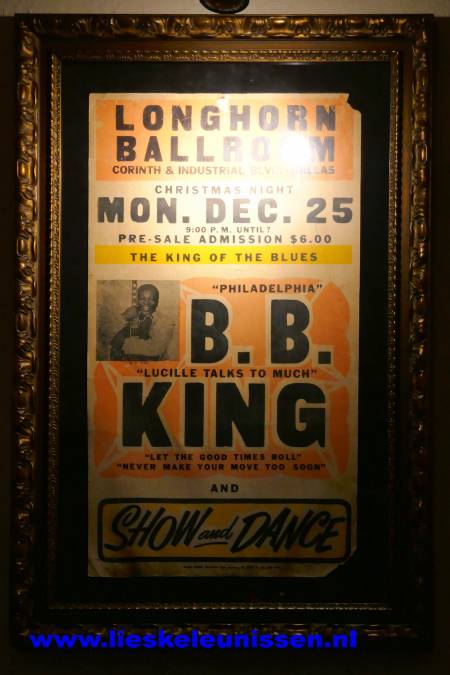 LONGHORN
BALLROOM
CORINTH & INDUSTRIAL BLVD. DALLAS
CHRISTMAS NIGHT
MON. DEC. 25
9:00 P.M. UNTIL?
PRE-SALE ADMISSION $6.00
THE KING OF THE BLUES
"PHILADELPHIA"
B. B.
"LUCILLE TALKS TO MUCH"
KING
"LET THE GOOD TIMES ROLL"
"NEVER MAKE YOUR MOVE TOO SOON"
AND
SHOW and DANCE
www.lieskeleunissen.nl